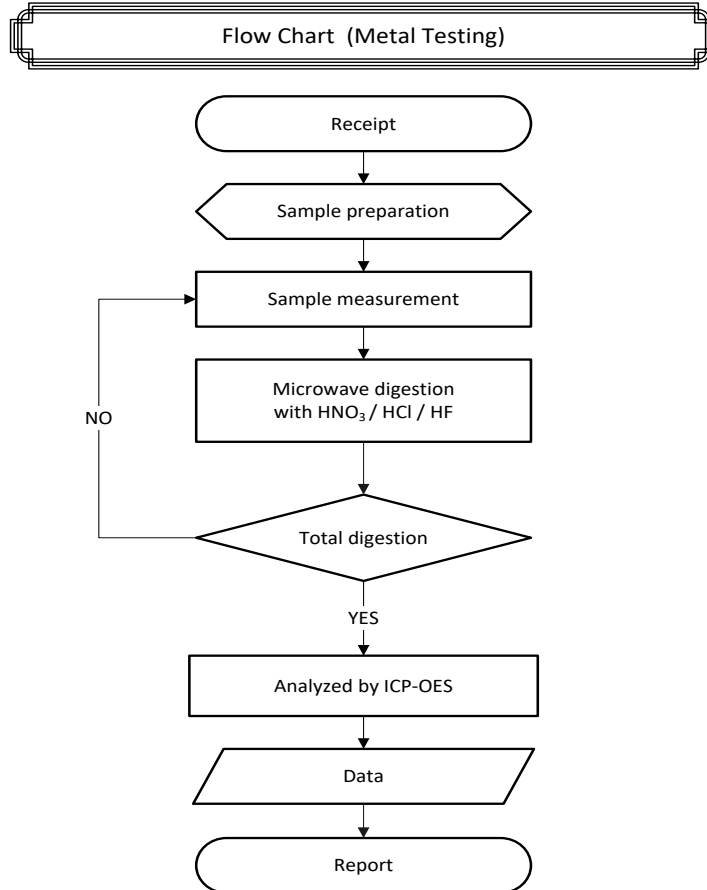 Flow Chart (Metal Testing)
Receipt
Sample preparation
Sample measurement
Microwave digestion
with HNO₃ / HCl / HF
NO
Total digestion
YES
Analyzed by ICP-OES
Data
Report